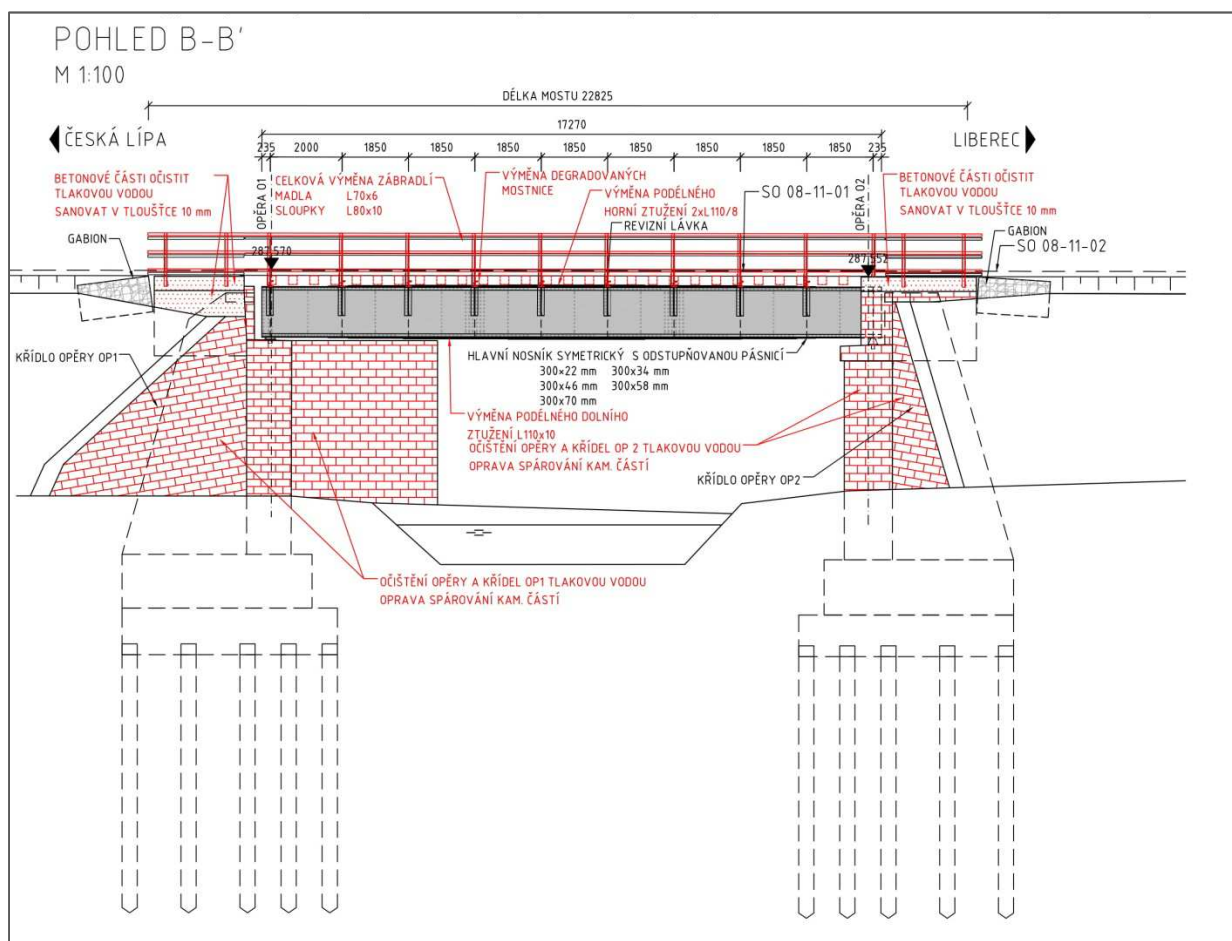 POHLED B-B'
M 1:100
DÉLKA MOSTU 22825
ČESKÁ LÍPA
17270
LIBEREC
235 2000 1850 1850 1850 1850 1850 1850 1850 1850 235
BETONOVÉ ČÁSTI OČISTIT
TLAKOVOU VODOU
SANOVAT V TLOUŠŤCE 10 mm
OPĚRA 01
CELKOVÁ VÝMĚNA ZÁBRADLÍ
MADLA L70x6
SLOUPKY L80x10
VÝMĚNA DEGRADOVANÝCH
MOSTNICE
VÝMĚNA PODÉLNÉHO
HORNÍ ZTUŽENÍ 2xL110/8
REVIZNÍ LÁVKA
SO 08-11-01
OPĚRA 02
BETONOVÉ ČÁSTI OČISTIT
TLAKOVOU VODOU
SANOVAT V TLOUŠŤCE 10 mm
GABION
GABION
SO 08-11-02
287,570
287,552
KŘÍDLO OPĚRY OP1
HLAVNÍ NOSNÍK SYMETRICKÝ S ODSTUPŇOVANOU PÁSNICÍ
300×22 mm 300x34 mm
300x46 mm 300x58 mm
300x70 mm
VÝMĚNA PODÉLNÉHO DOLNÍHO
ZTUŽENÍ L110x10
OČIŠTĚNÍ OPĚRY A KŘÍDEL OP 2 TLAKOVOU VODOU
OPRAVA SPÁROVÁNÍ KAM. ČÁSTÍ
KŘÍDLO OPĚRY OP2
OČIŠTĚNÍ OPĚRY A KŘÍDEL OP1 TLAKOVOU VODOU
OPRAVA SPÁROVÁNÍ KAM. ČÁSTÍ